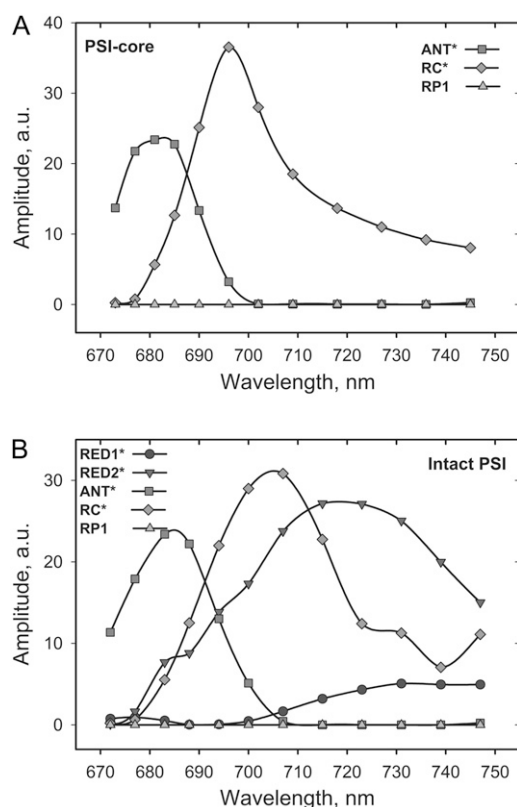 A
PSI-core
ANT*
RC*
RP1
Amplitude, a.u.
40
30
20
10
0
670 680 690 700 710 720 730 740 750
Wavelength, nm
B
RED1*
RED2*
ANT*
RC*
RP1
Intact PSI
Amplitude, a.u.
30
20
10
0
670 680 690 700 710 720 730 740 750
Wavelength, nm